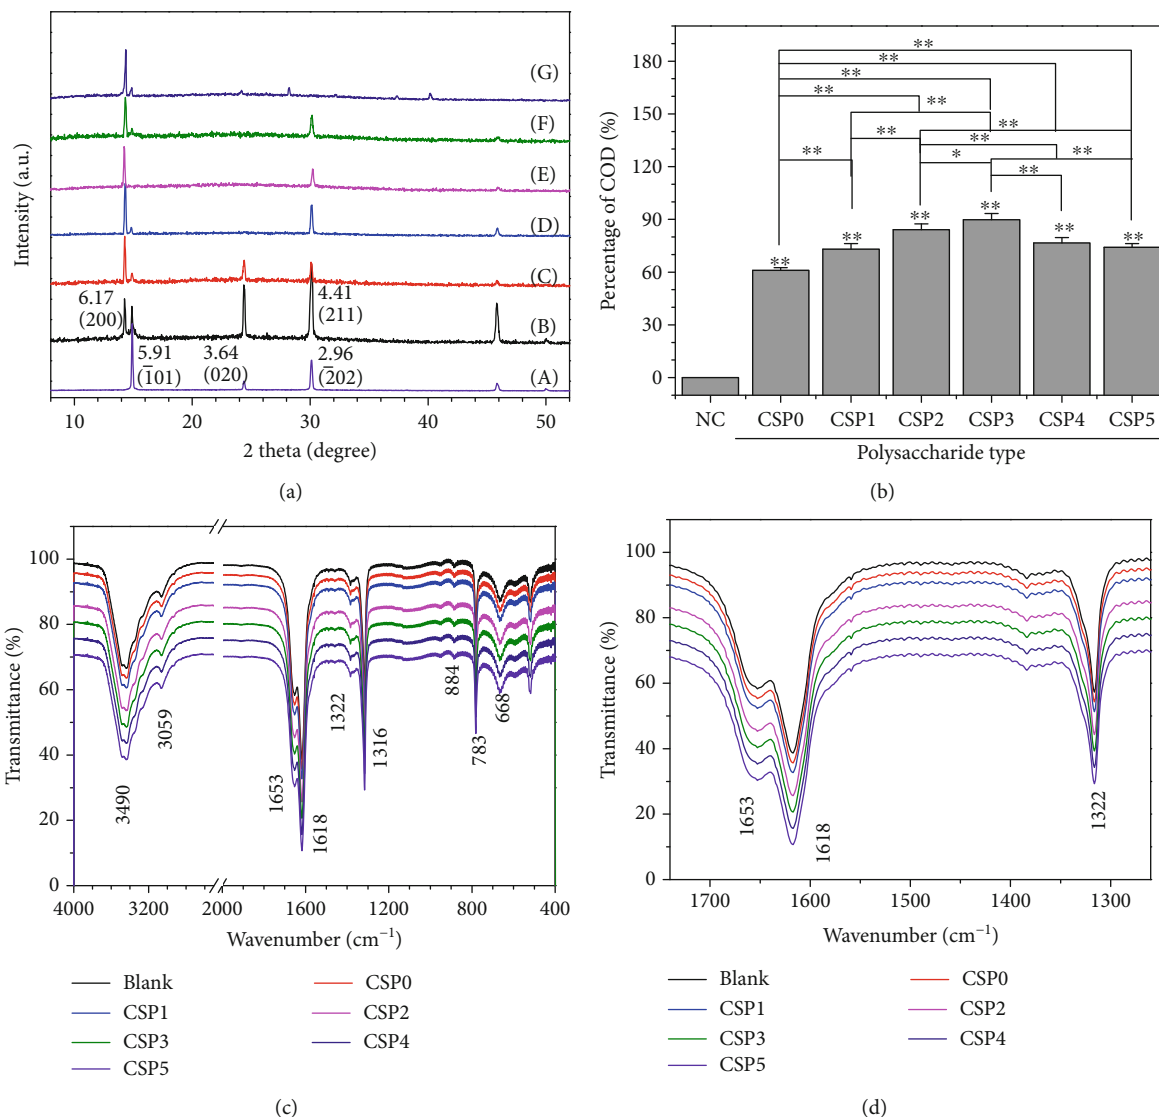 Intensity (a.u.)
(G)
(F)
(E)
(D)
(C)
(B)
(A)
6.17
(200)
4.41
(211)
5.91
(1̅01)
3.64
(020)
2.96
(2̅02)
10 20 30 40 50
2 theta (degree)
(a)
Percentage of COD (%)
180
150
120
90
60
30
0
**
**
**
**
**
**
**
**
**
*
**
**
**
** ** ** ** ** **
NC CSP0 CSP1 CSP2 CSP3 CSP4 CSP5
Polysaccharide type
(b)
Transmittance (%)
100
80
60
40
20
0
3490
3059
1653
1618
1322
1316
884
783
668
4000 3200 2000 1600 1200 800 400
Wavenumber (cm⁻¹)
Blank CSP0
CSP1 CSP2
CSP3 CSP4
CSP5
(c)
Transmittance (%)
100
80
60
40
20
0
1653
1618
1322
1700 1600 1500 1400 1300
Wavenumber (cm⁻¹)
Blank CSP0
CSP1 CSP2
CSP3 CSP4
CSP5
(d)